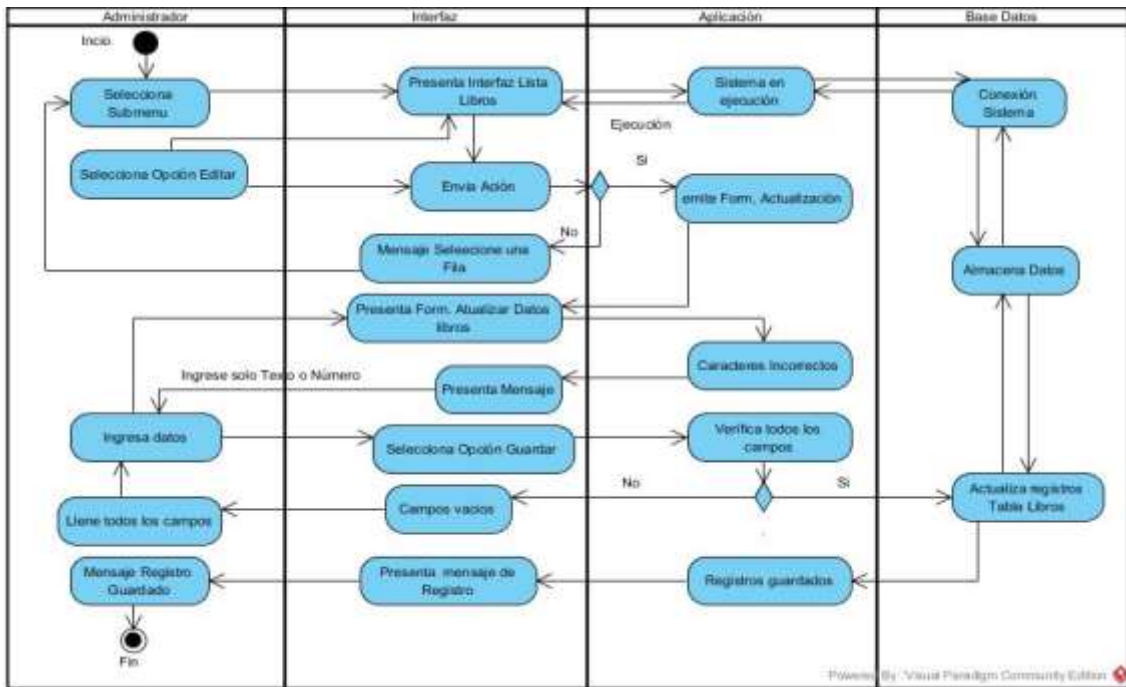 Administrador
Interfaz
Aplicación
Base Datos
Incio
Selecciona
Submenu
Presenta Interfaz Lista
Libros
Sistema en
ejecución
Conexión
Sistema
Ejecución
Selecciona Opción Editar
Envía Ación
Si
emite Form, Actualización
No
Mensaje Seleecione una
Fila
Almacena Datos
Presenta Form. Atualizar Datos
libros
Caracteres Incorrectos
Ingrese solo Texto o Número
Presenta Mensaje
Ingresa datos
Selecciona Opción Guardar
Verifica todos los
campos
No
Si
Llene todos los campos
Campos vacios
Actualiza registros
Table Libros
Mensaje Registro
Guardado
Presenta mensaje de
Registro
Registros guardados
Fin
Powered By: Visual Paradigm Community Edition